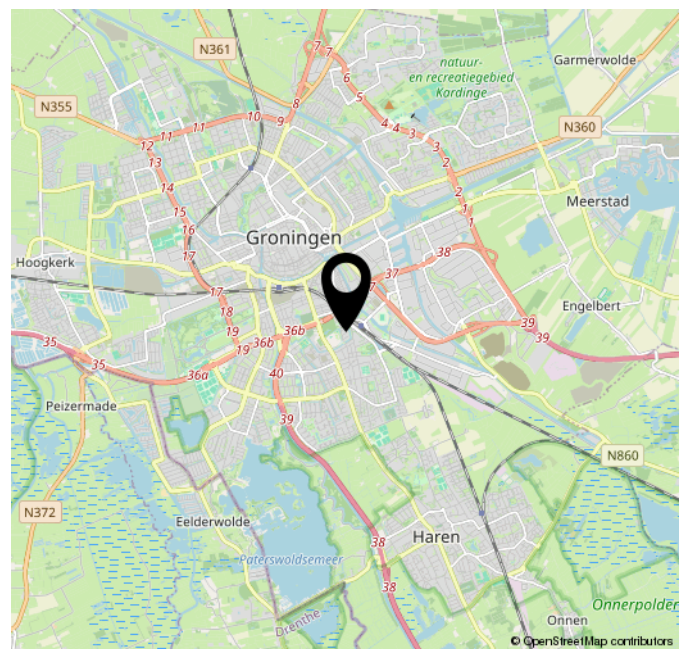 N361
7
7
natuur-
en recreatiegebied
Kardinge
Garmerwolde
6
5
8
N355
11
11
10
9
4
4
3
3
N360
12
13
14
2
2
15
1
1
Meerstad
16
Groningen
38
17
Hoogkerk
37
7
17
18
Engelbert
39
36b
19
19
36b
39
35
35
36a
40
Peizermade
39
N860
N372
Eelderwolde
38
Haren
Paterswoldsemeer
38
Onnerpolder
Drenthe
Onnen
© OpenStreetMap contributors